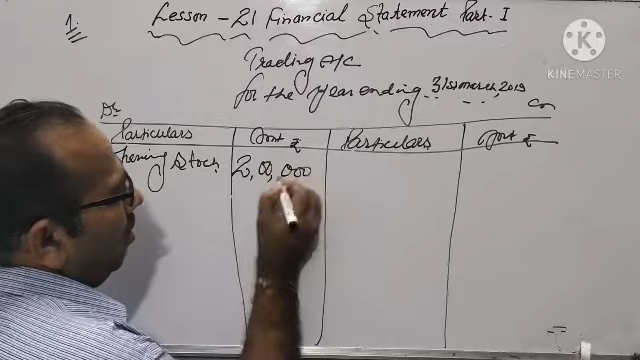 1.
Lesson - 21 Financial Statement Part-I
Trading A/C
for the year ending 31st march, 2019
Dr Cr
Particulars Amt ₹ Particulars Amt ₹
Opening Stock 2,00,000
KINEMASTER